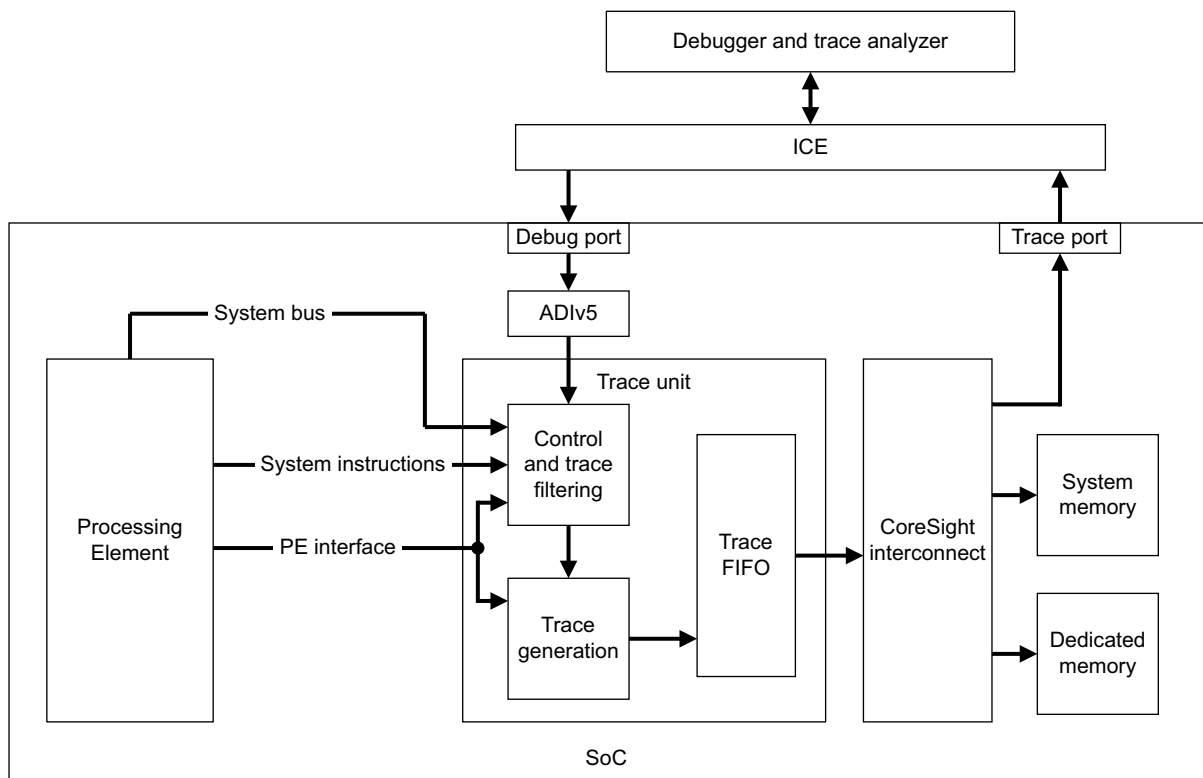 Debugger and trace analyzer
ICE
Debug port
Trace port
ADIv5
System bus
Trace unit
Control
and trace
filtering
System instructions
System
memory
Processing
Element
PE interface
Trace
FIFO
CoreSight
interconnect
Trace
generation
Dedicated
memory
SoC